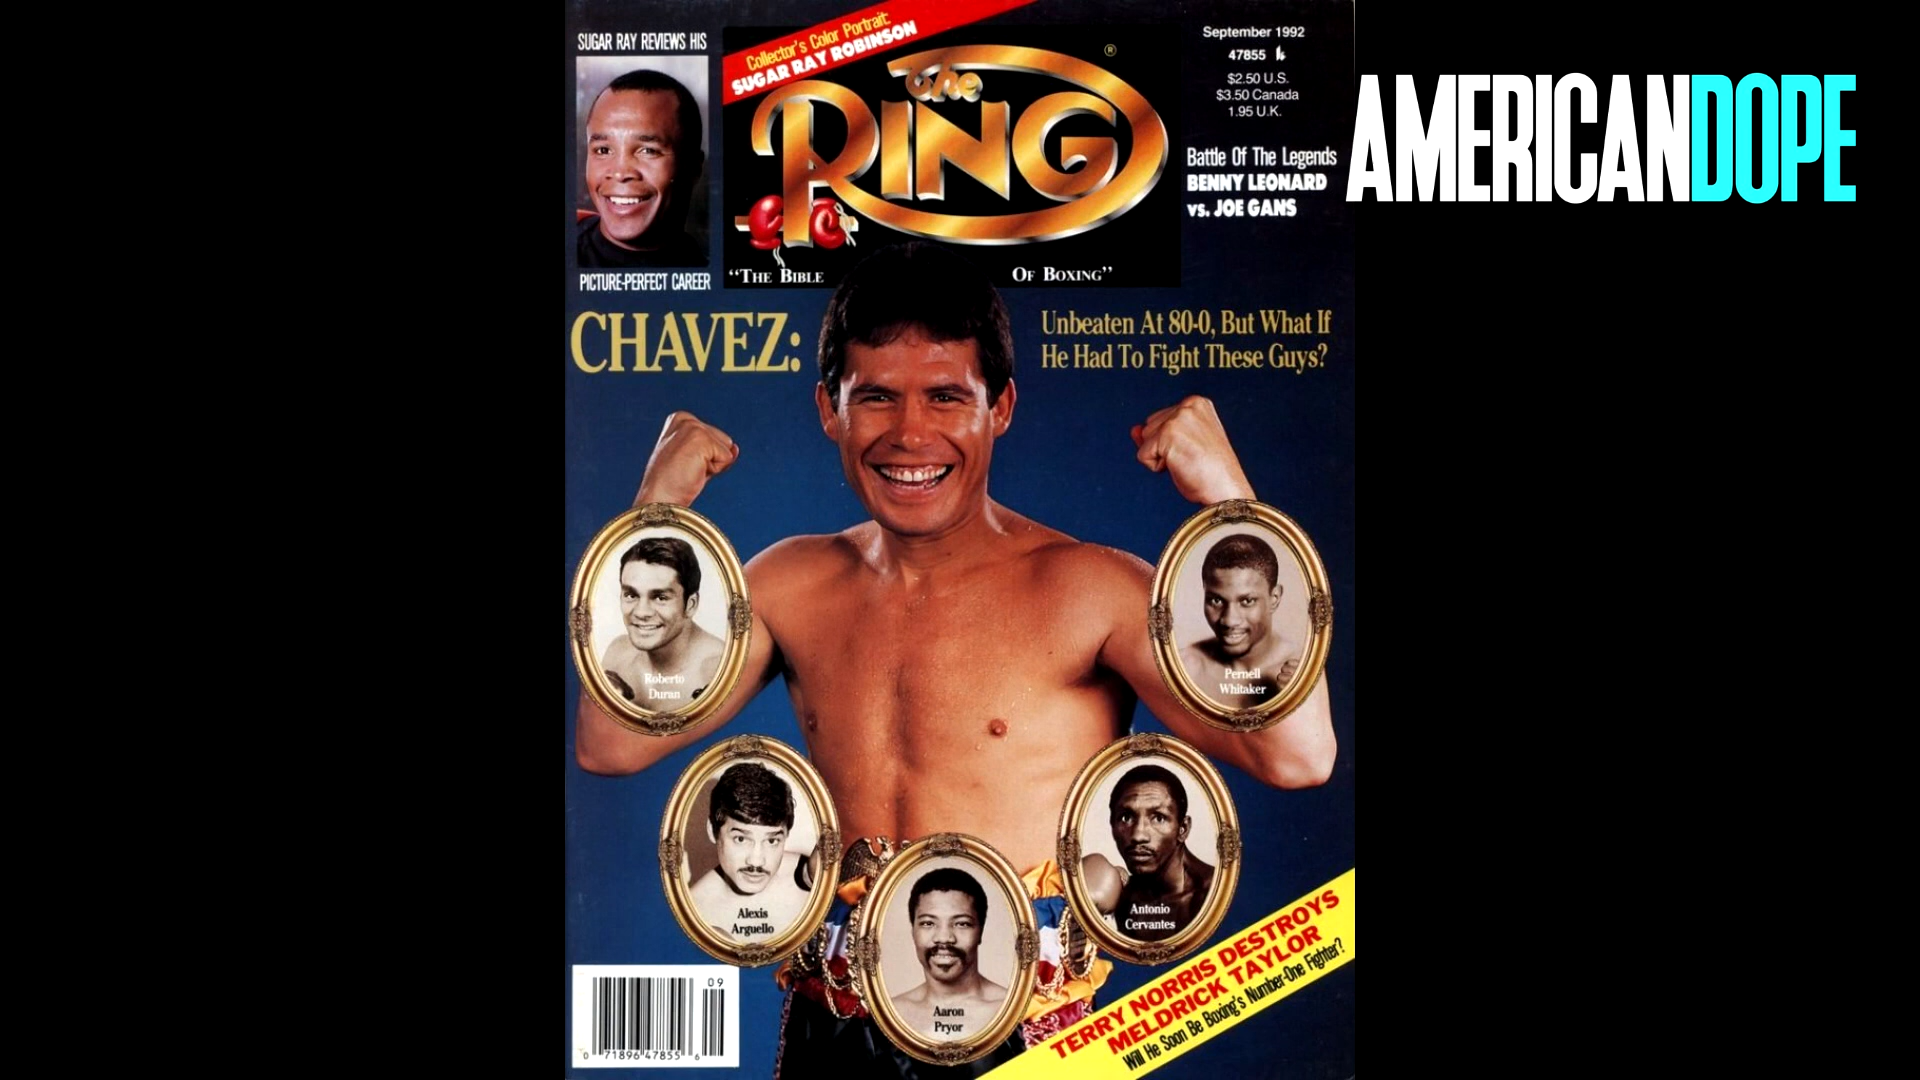 SUGAR RAY REVIEWS HIS
PICTURE-PERFECT CAREER
Collector's Color Portrait:
SUGAR RAY ROBINSON
The
RING
®
"THE BIBLE OF BOXING"
September 1992
47855
$2.50 U.S.
$3.50 Canada
1.95 U.K.
Battle Of The Legends
BENNY LEONARD
vs. JOE GANS
AMERICANDOPE
CHAVEZ:
Unbeaten At 80-0, But What If
He Had To Fight These Guys?
Roberto
Duran
Pernell
Whitaker
Alexis
Arguello
Antonio
Cervantes
Aaron
Pryor
TERRY NORRIS DESTROYS
MELDRICK TAYLOR
Will He Soon Be Boxing's Number-One Fighter?
09
0 71896 47855 6